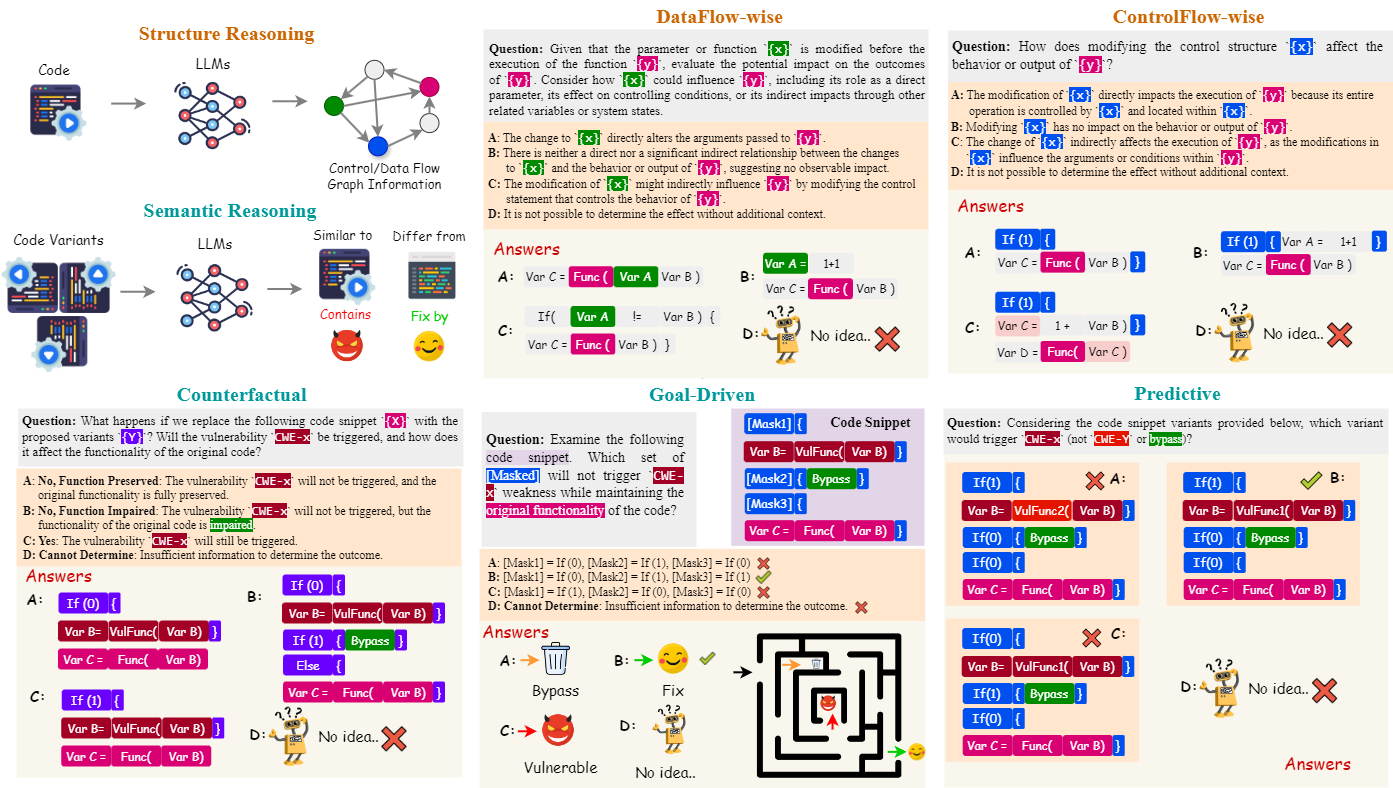 Structure Reasoning
Code
LLMs
Control/Data Flow
Graph Information
Semantic Reasoning
Code Variants
LLMs
Similar to
Differ from
Contains
Fix by
DataFlow-wise
Question: Given that the parameter or function `{x}` is modified before the
execution of the function `{y}`, evaluate the potential impact on the outcomes
of `{y}`. Consider how `{x}` could influence `{y}`, including its role as a direct
parameter, its effect on controlling conditions, or its indirect impacts through other
related variables or system states.
A: The change to `{x}` directly alters the arguments passed to `{y}`.
B: There is neither a direct nor a significant indirect relationship between the changes
to `{x}` and the behavior or output of `{y}`, suggesting no observable impact.
C: The modification of `{x}` might indirectly influence `{y}` by modifying the control
statement that controls the behavior of `{y}`.
D: It is not possible to determine the effect without additional context.
Answers
A: Var C = Func ( Var A Var B )
B: Var A = 1+1
Var C = Func ( Var B )
C: If( Var A != Var B ) {
Var C = Func ( Var B ) }
D: ??? No idea..
ControlFlow-wise
Question: How does modifying the control structure `{x}` affect the
behavior or output of `{y}`?
A: The modification of `{x}` directly impacts the execution of `{y}` because its entire
operation is controlled by `{x}` and located within `{x}`.
B: Modifying `{x}` has no impact on the behavior or output of `{y}`.
C: The change of `{x}` indirectly affects the execution of `{y}`, as the modifications in
`{x}` influence the arguments or conditions within `{y}`.
D: It is not possible to determine the effect without additional context.
Answers
A: If (1) {
Var C = Func ( Var B ) }
B: If (1) { Var A = 1+1 }
Var C = Func ( Var B )
C: If (1) {
Var C = 1 + Var B ) }
Var D = Func( Var C )
D: ??? No idea..
Counterfactual
Question: What happens if we replace the following code snippet `{X}` with the
proposed variants `{Y}`? Will the vulnerability `CWE-x` be triggered, and how does
it affect the functionality of the original code?
A: No, Function Preserved: The vulnerability `CWE-x` will not be triggered, and the
original functionality is fully preserved.
B: No, Function Impaired: The vulnerability `CWE-x` will not be triggered, but the
functionality of the original code is impaired.
C: Yes: The vulnerability `CWE-x` will still be triggered.
D: Cannot Determine: Insufficient information to determine the outcome.
Answers
A: If (0) {
Var B= VulFunc( Var B) }
Var C = Func( Var B)
B: If (0) {
Var B= VulFunc( Var B) }
If (1) { Bypass }
Else {
Var C = Func( Var B) }
C: If (1) {
Var B= VulFunc( Var B) }
Var C = Func( Var B)
D: ??? No idea..
Goal-Driven
Question: Examine the following
code snippet. Which set of
[Masked] will not trigger `CWE-
x` weakness while maintaining the
original functionality of the code?
[Mask1] { Code Snippet
Var B= VulFunc( Var B) }
[Mask2] { Bypass }
[Mask3] {
Var C = Func( Var B) }
A: [Mask1] = If (0), [Mask2] = If (1), [Mask3] = If (0)
B: [Mask1] = If (0), [Mask2] = If (0), [Mask3] = If (1)
C: [Mask1] = If (1), [Mask2] = If (0), [Mask3] = If (0)
D: Cannot Determine: Insufficient information to determine the outcome.
Answers
A: Bypass
B: Fix
C: Vulnerable
D: ??? No idea..
Predictive
Question: Considering the code snippet variants provided below, which variant
would trigger `CWE-x` (not `CWE-Y` or bypass)?
A: If(1) {
Var B= VulFunc2( Var B) }
If(0) { Bypass }
If(0) {
Var C = Func( Var B) }
B: If(1) {
Var B= VulFunc1( Var B) }
If(0) { Bypass }
If(0) {
Var C = Func( Var B) }
C: If(0) {
Var B= VulFunc1( Var B) }
If(1) { Bypass }
If(0) {
Var C = Func( Var B) }
D: ??? No idea..
Answers